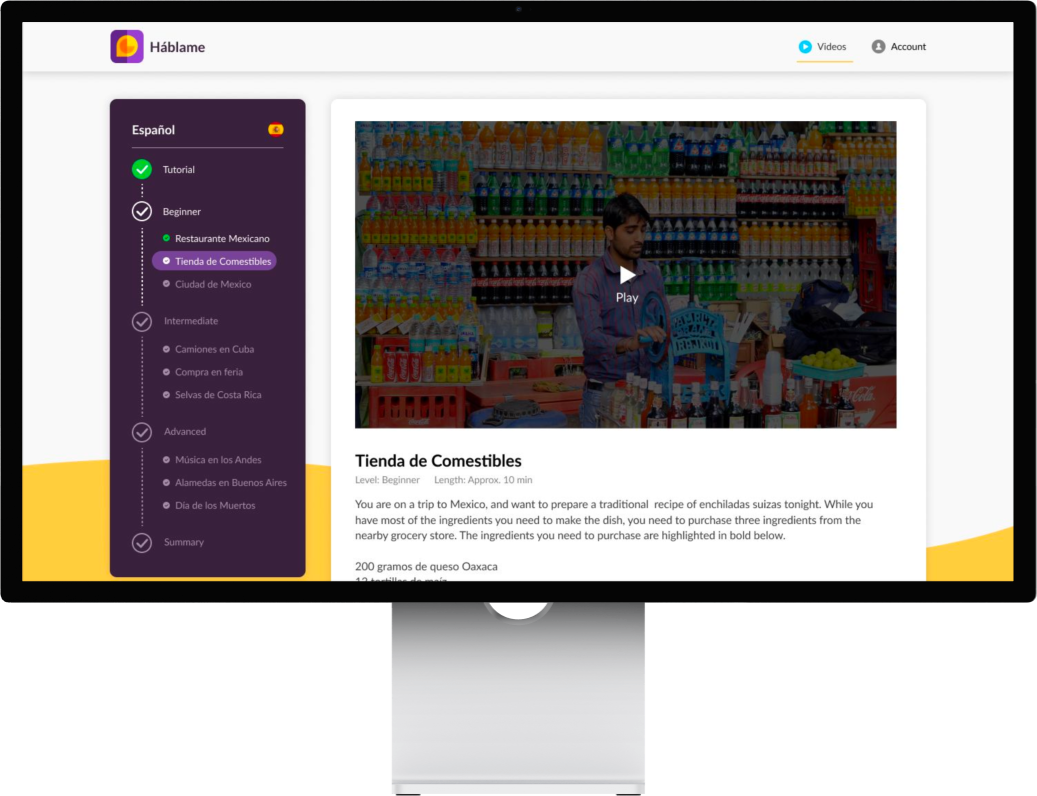 Háblame
Videos
Account
Español
Tutorial
Beginner
Restaurante Mexicano
Tienda de Comestibles
Ciudad de Mexico
Intermediate
Camiones en Cuba
Compra en feria
Selvas de Costa Rica
Advanced
Música en los Andes
Alamedas en Buenos Aires
Día de los Muertos
Summary
Play
Tienda de Comestibles
Level: Beginner Length: Approx. 10 min
You are on a trip to Mexico, and want to prepare a traditional recipe of enchiladas suizas tonight. While you
have most of the ingredients you need to make the dish, you need to purchase three ingredients from the
nearby grocery store. The ingredients you need to purchase are highlighted in bold below.
200 gramos de queso Oaxaca
12 tortillas de maíz